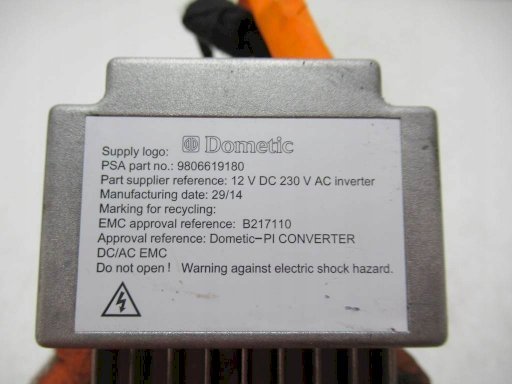 Supply logo: Dometic
PSA part no.: 9806619180
Part supplier reference: 12 V DC 230 V AC inverter
Manufacturing date: 29/14
Marking for recycling:
EMC approval reference: B217110
Approval reference: Dometic-PI CONVERTER
DC/AC EMC
Do not open! Warning against electric shock hazard.